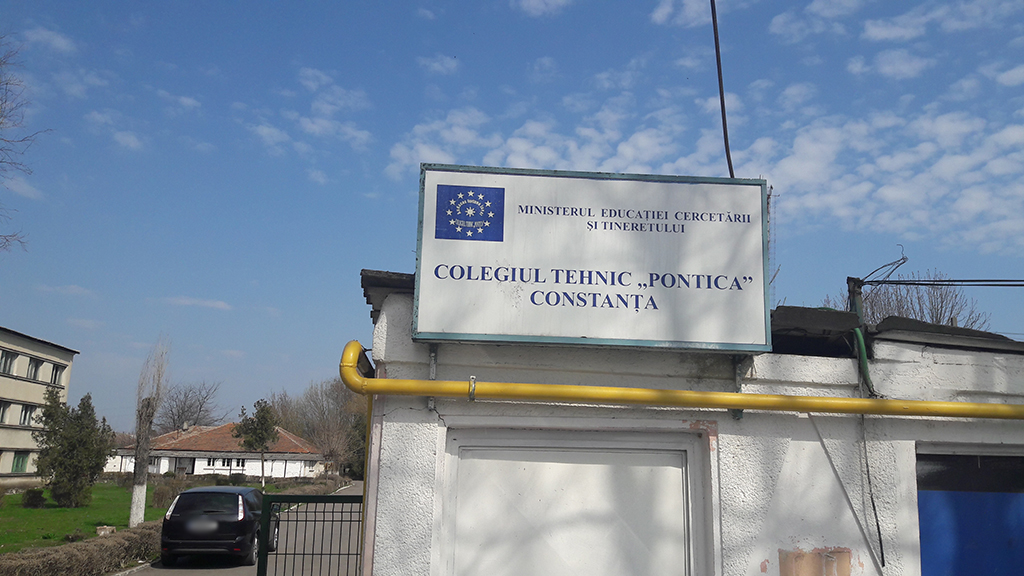 MINISTERUL EDUCAȚIEI CERCETĂRII
ȘI TINERETULUI
COLEGIUL TEHNIC „PONTICA”
CONSTANȚA